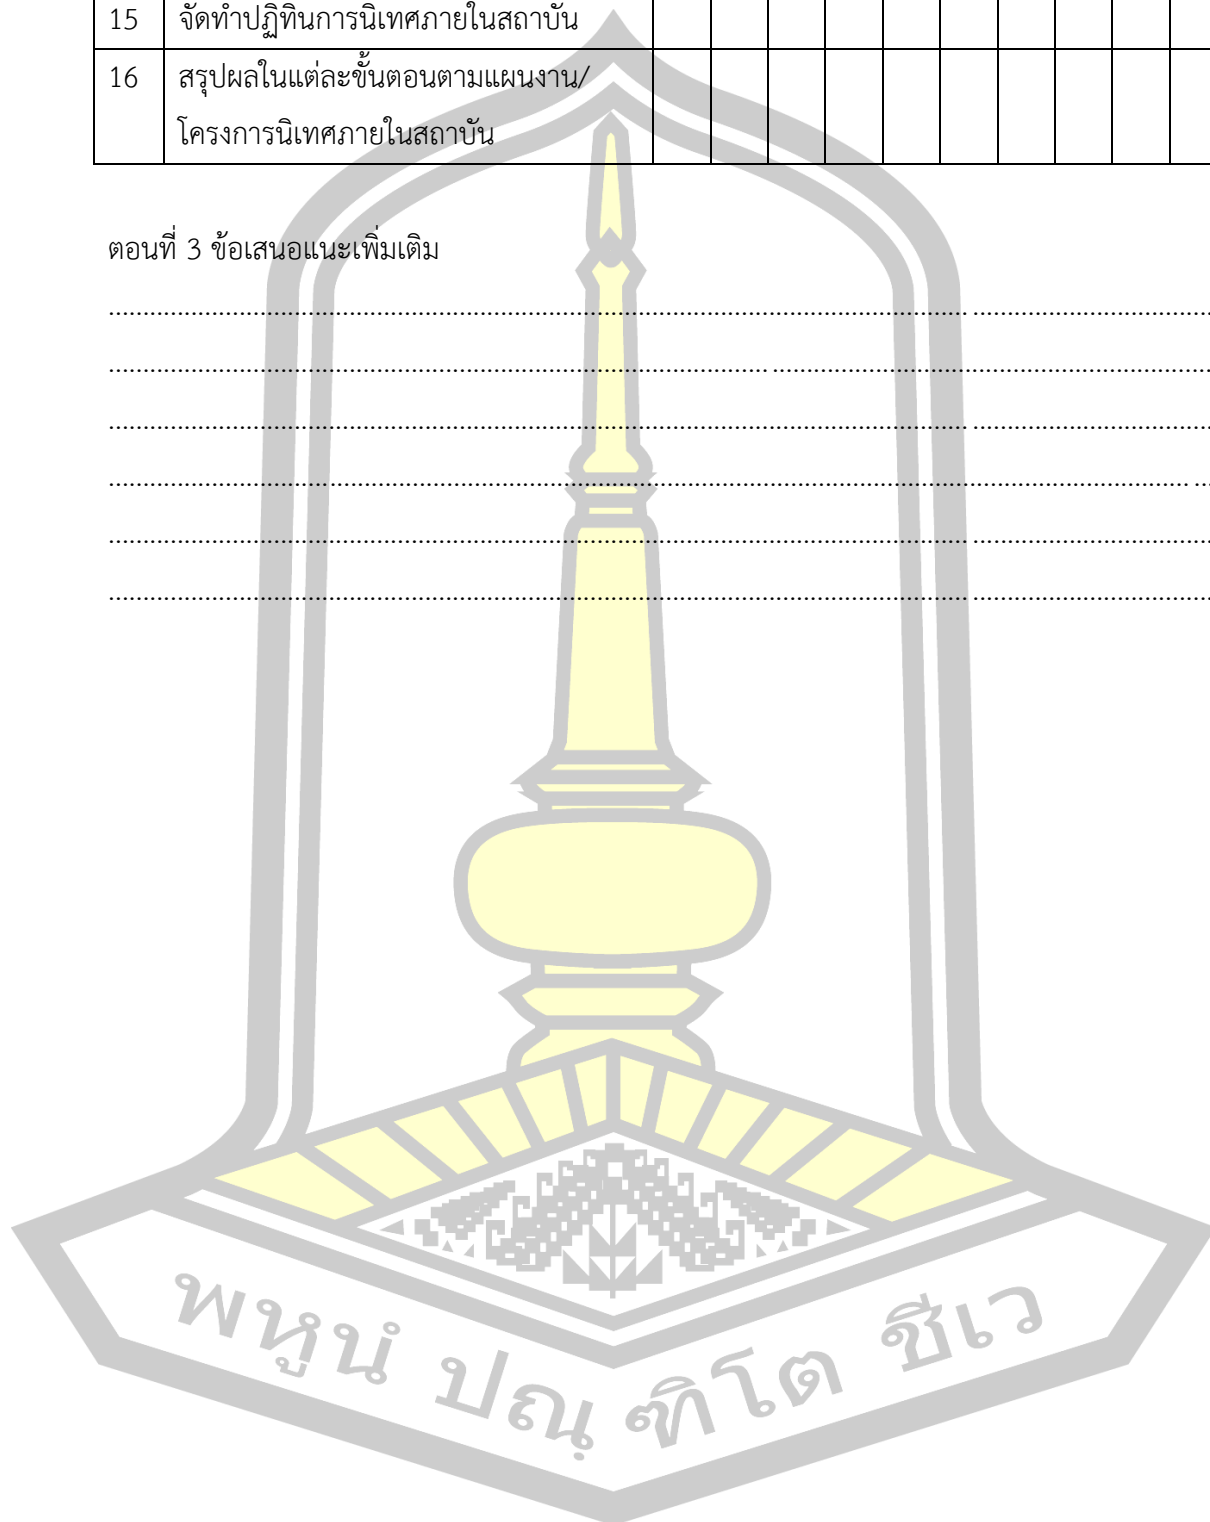 15 จัดทำปฏิทินการนิเทศภายในสถาบัน
16 สรุปผลในแต่ละขั้นตอนตามแผนงาน/
โครงการนิเทศภายในสถาบัน
ตอนที่ 3 ข้อเสนอแนะเพิ่มเติม
พหูนํ ปณฺฑิโต ชีเว